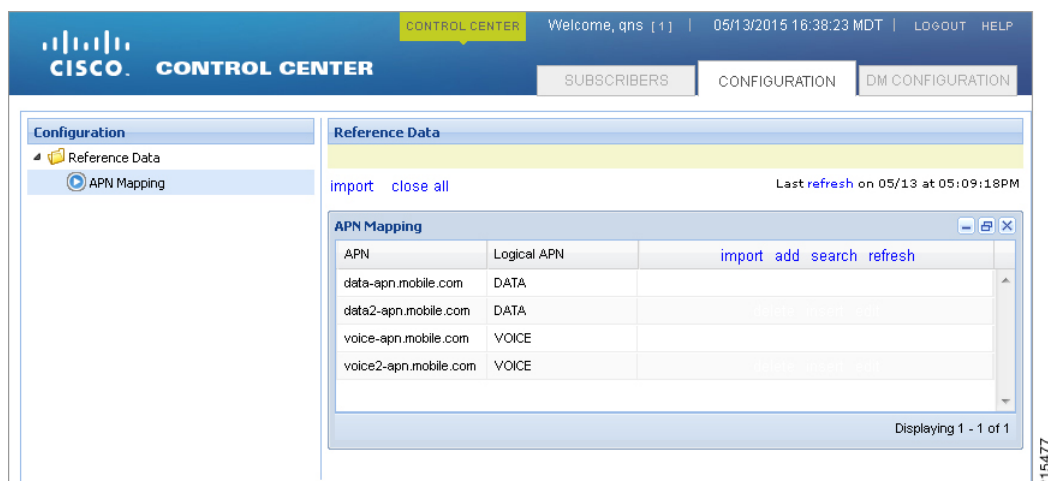 CONTROL CENTER Welcome, qns [1] | 05/13/2015 16:38:23 MDT | LOGOUT HELP
CISCO. CONTROL CENTER
SUBSCRIBERS CONFIGURATION DM CONFIGURATION
Configuration
Reference Data
APN Mapping
Reference Data
import close all Last refresh on 05/13 at 05:09:18PM
APN Mapping
APN Logical APN import add search refresh
data-apn.mobile.com DATA
data2-apn.mobile.com DATA
voice-apn.mobile.com VOICE
voice2-apn.mobile.com VOICE
Displaying 1 - 1 of 1